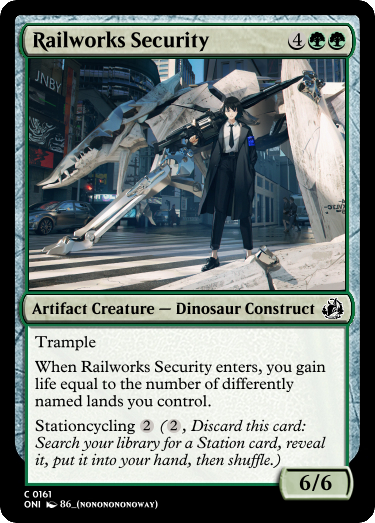 Railworks Security 4
JNBY
Artifact Creature — Dinosaur Construct
Trample
When Railworks Security enters, you gain
life equal to the number of differently
named lands you control.
Stationcycling 2 (2, Discard this card:
Search your library for a Station card, reveal
it, put it into your hand, then shuffle.)
6/6
C 0161
ONI 86_(NONONONONOWAY)